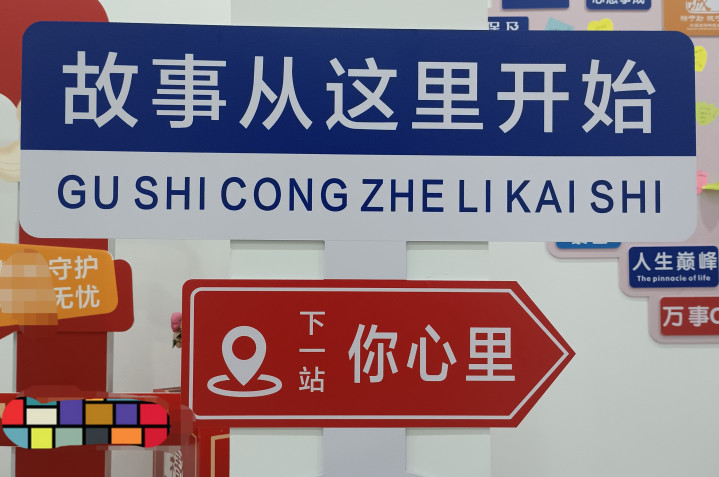 故事从这里开始
GU SHI CONG ZHE LI KAI SHI
下一站
你心里
守护
无忧
人生巅峰
The pinnacle of life
万事